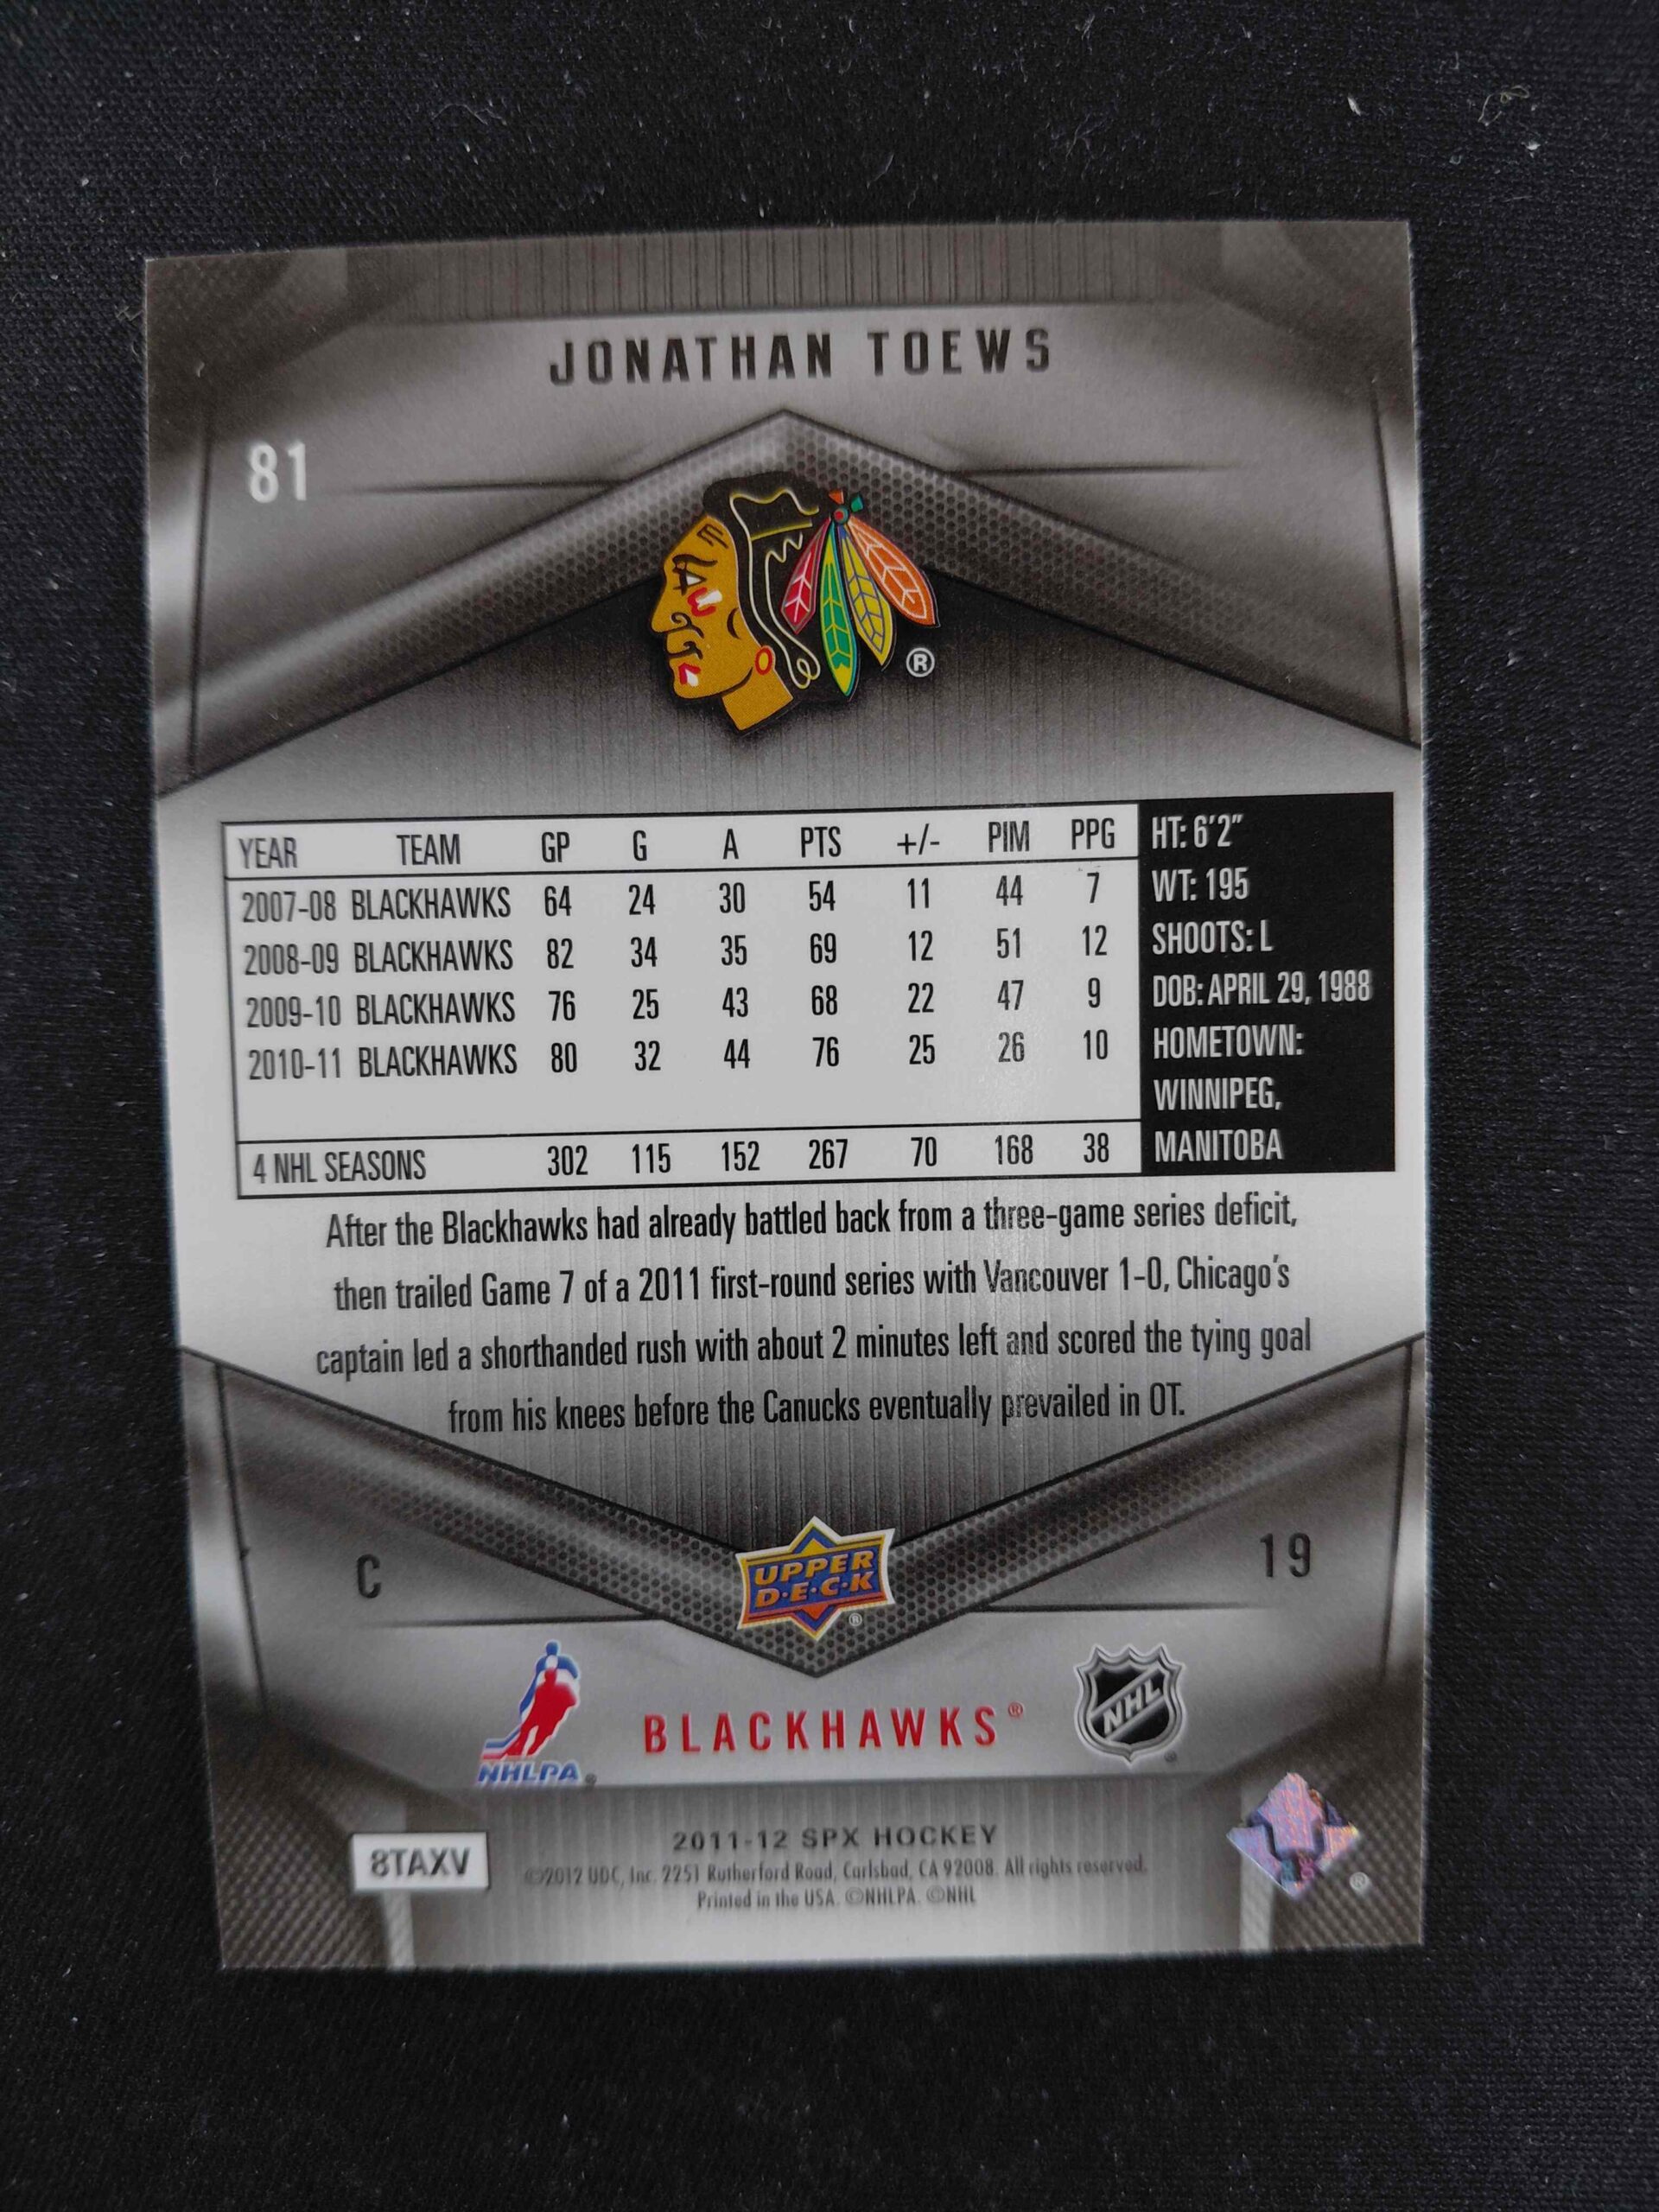 JONATHAN TOEWS
81
®
YEAR TEAM GP G A PTS +/- PIM PPG
2007-08 BLACKHAWKS 64 24 30 54 11 44 7
2008-09 BLACKHAWKS 82 34 35 69 12 51 12
2009-10 BLACKHAWKS 76 25 43 68 22 47 9
2010-11 BLACKHAWKS 80 32 44 76 25 26 10
4 NHL SEASONS 302 115 152 267 70 168 38
HT: 6'2"
WT: 195
SHOOTS: L
DOB: APRIL 29, 1988
HOMETOWN:
WINNIPEG,
MANITOBA
After the Blackhawks had already battled back from a three-game series deficit,
then trailed Game 7 of a 2011 first-round series with Vancouver 1-0, Chicago's
captain led a shorthanded rush with about 2 minutes left and scored the tying goal
from his knees before the Canucks eventually prevailed in OT.
C
UPPER
D·E·C·K
®
19
NHLPA®
BLACKHAWKS®
NHL®
8TAXV
2011-12 SPX HOCKEY
©2012 UDC, Inc. 2251 Rutherford Road, Carlsbad, CA 92008. All rights reserved.
Printed in the USA. ©NHLPA. ©NHL
®